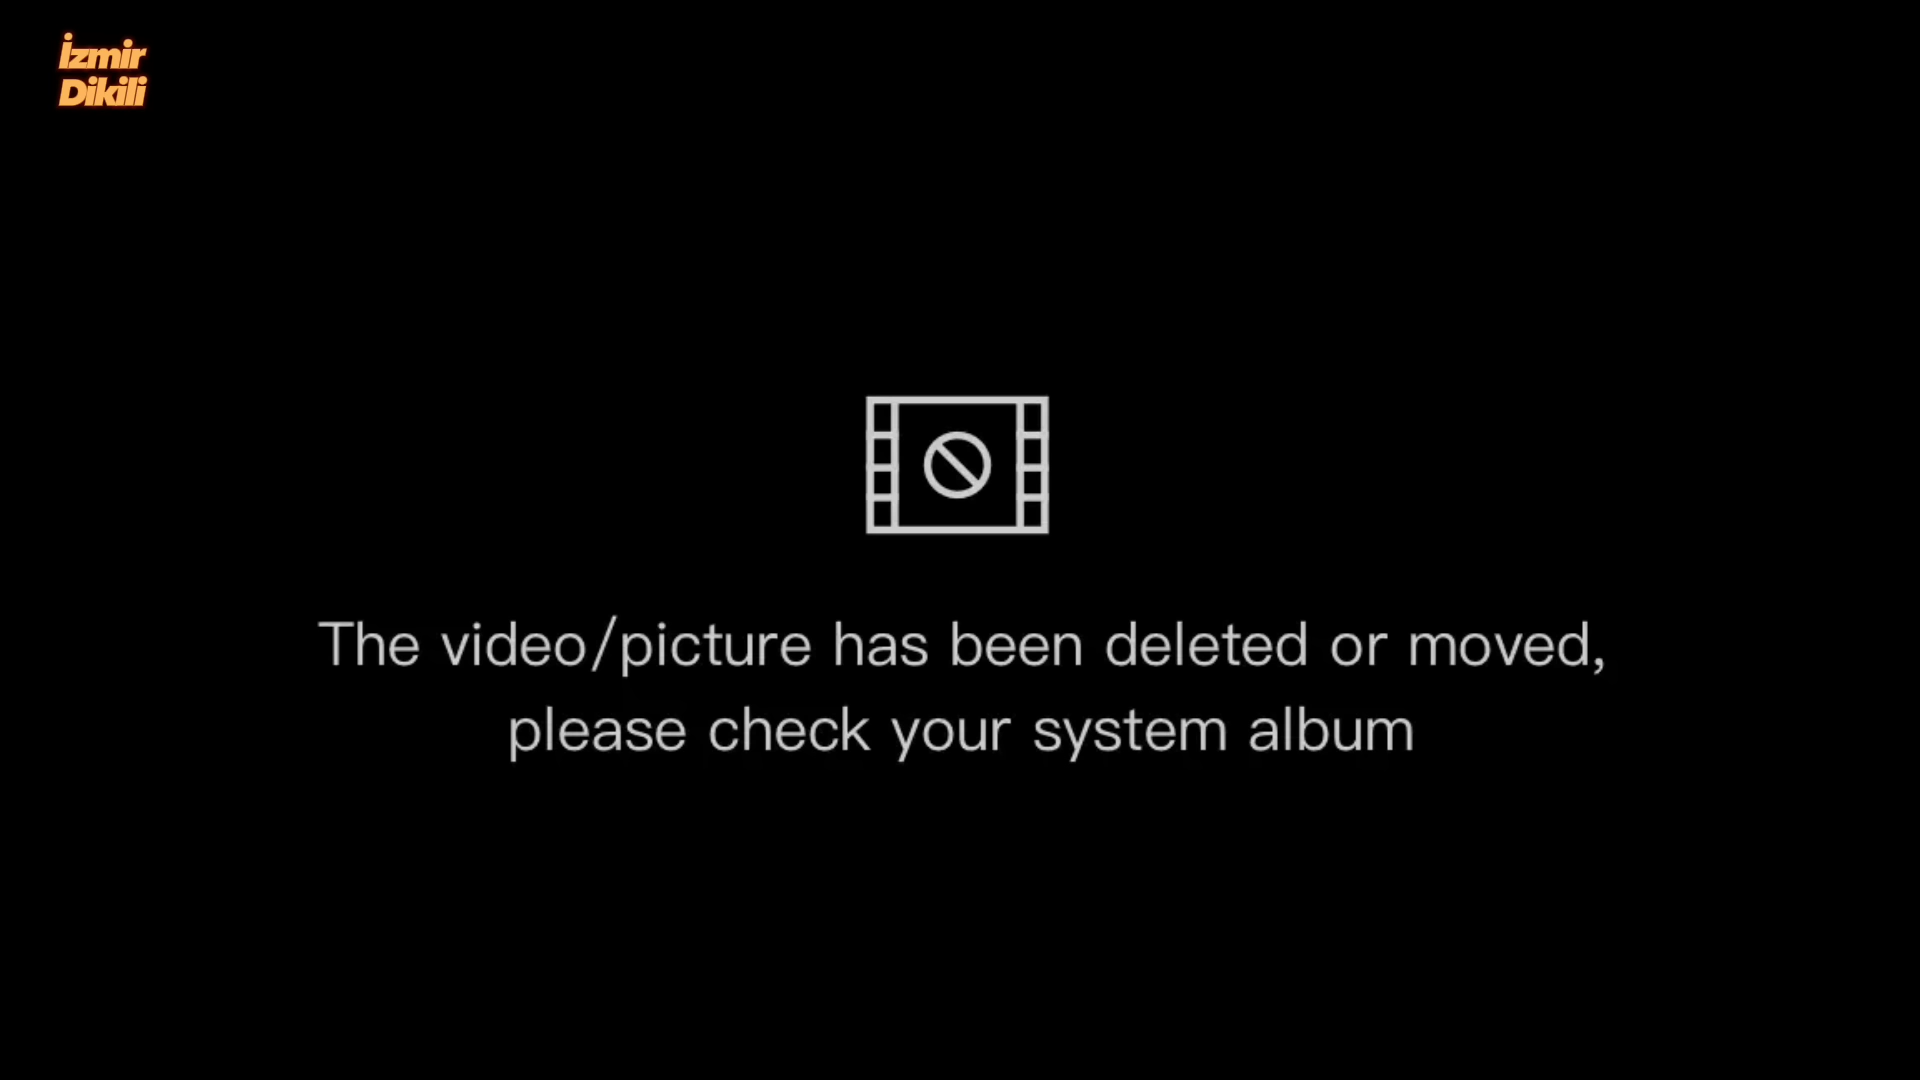 İzmir
Dikili
The video/picture has been deleted or moved,
please check your system album